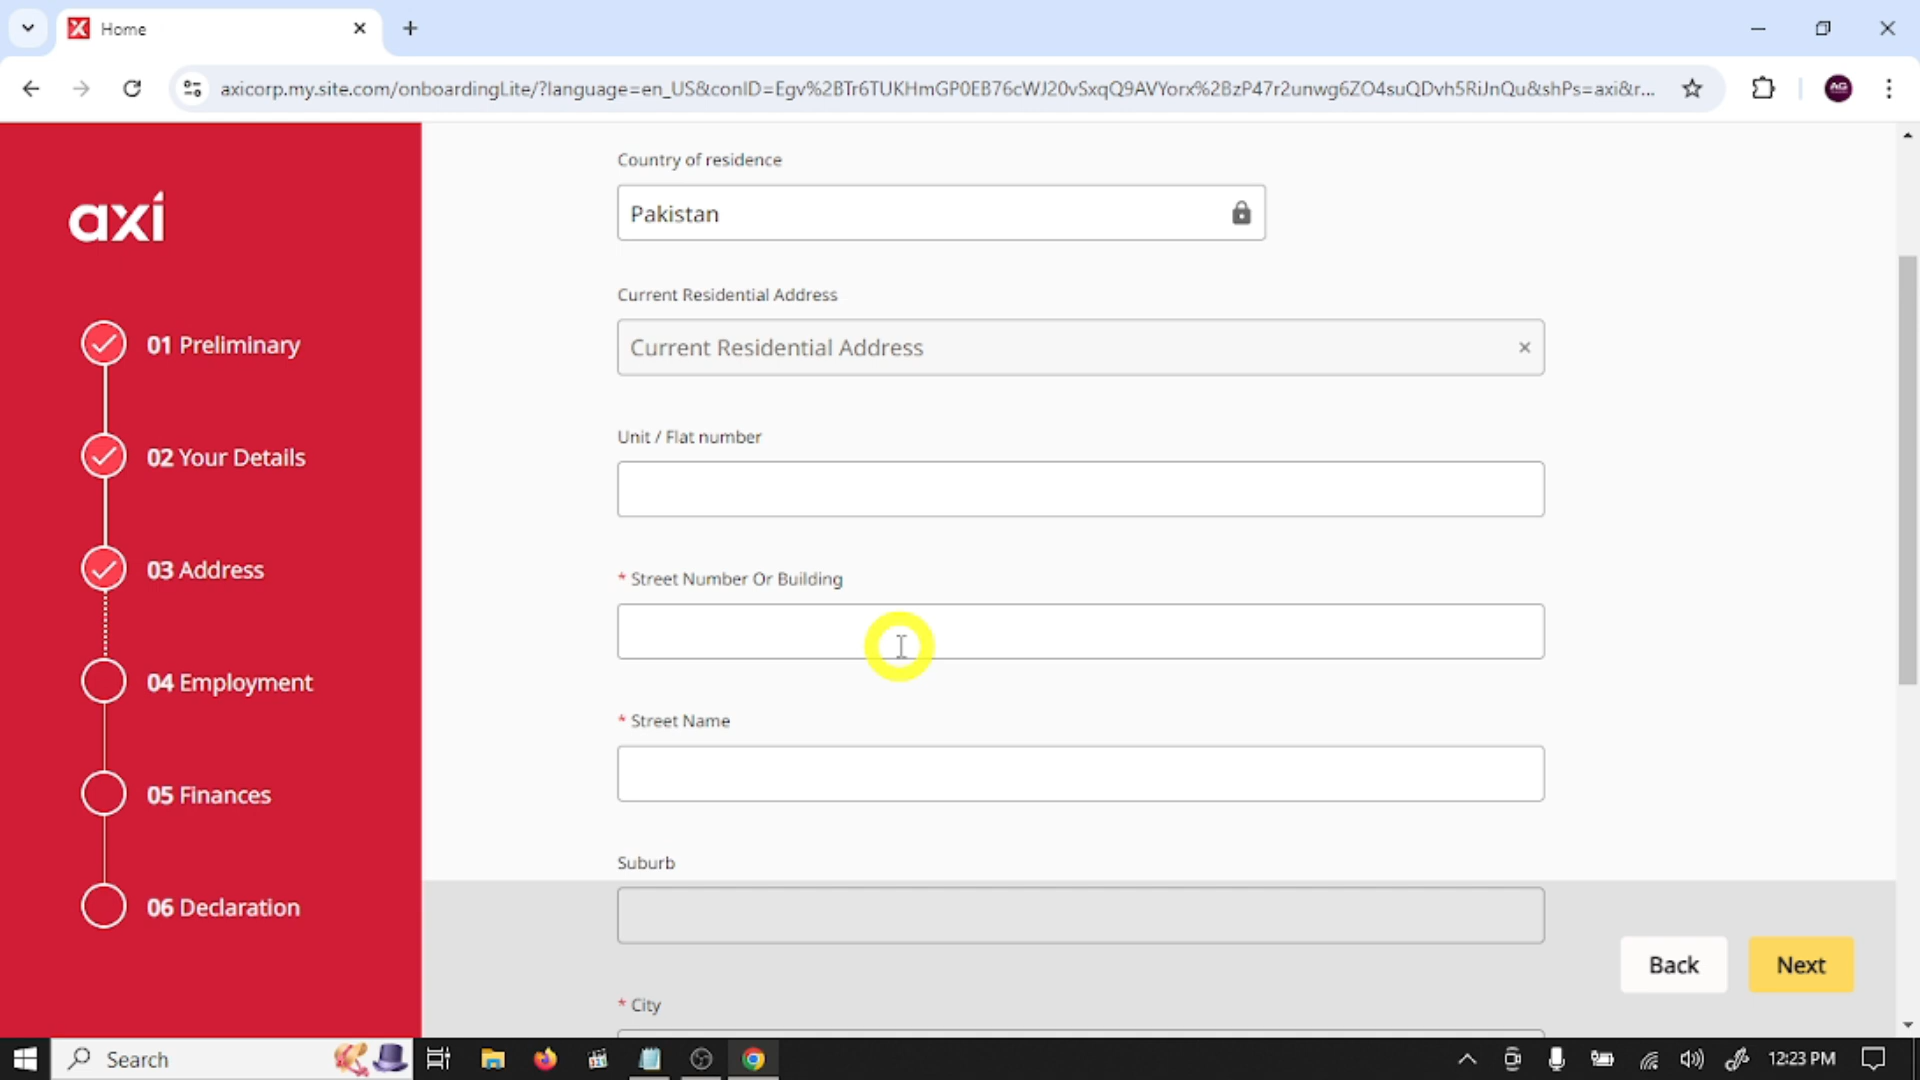 Home
axicorp.my.site.com/onboardingLite/?language=en_US&conID=Egv%2BTr6TUKHmGP0EB76cWJ20vSxqQ9AVYorx%2BzP47r2unwg6ZO4suQDvh5RiJnQu&shPs=axi&r...
AG
axi
01 Preliminary
02 Your Details
03 Address
04 Employment
05 Finances
06 Declaration
Country of residence
Pakistan
Current Residential Address
Current Residential Address
Unit / Flat number
* Street Number Or Building
* Street Name
Suburb
* City
Back
Next
Search
12:23 PM